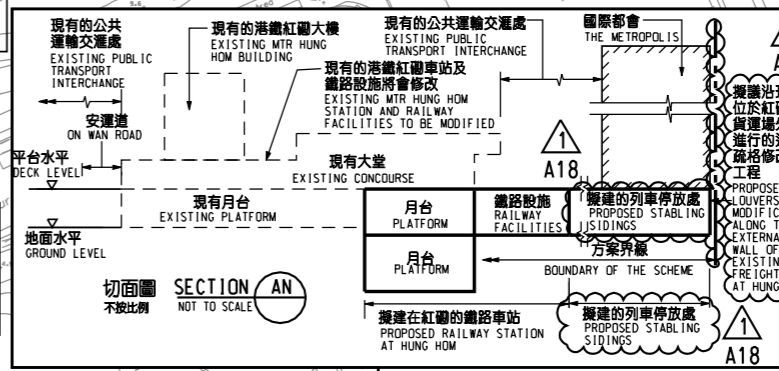 現有的公共
運輸交滙處
EXISTING PUBLIC
TRANSPORT
INTERCHANGE
現有的港鐵紅磡大樓
EXISTING MTR HUNG
HOM BUILDING
現有的公共運輸交滙處
EXISTING PUBLIC
TRANSPORT INTERCHANGE
國際都會
THE METROPOLIS
現有的港鐵紅磡車站及
鐵路設施將會修改
EXISTING MTR HUNG HOM
STATION AND RAILWAY
FACILITIES TO BE MODIFIED
安運道
ON WAN ROAD
1
A18
平台水平
DECK LEVEL
現有大堂
EXISTING CONCOURSE
現有月台
EXISTING PLATFORM
月台
PLATFORM
鐵路設施
RAILWAY
FACILITIES
擬建的列車停放處
PROPOSED STABLING
SIDINGS
地面水平
GROUND LEVEL
月台
PLATFORM
方案界線
BOUNDARY OF THE SCHEME
切面圖
不按比例
SECTION
NOT TO SCALE
AN
擬建在紅磡的鐵路車站
PROPOSED RAILWAY STATION
AT HUNG HOM
擬建的列車停放處
PROPOSED STABLING
SIDINGS
1
A18
位於紅
貨運場
進行的
疏格修
工程
PROPOSE
LOUVERS
MODIFIC
ALONG T
EXTERNA
WALL OF
EXISTIN
FREIGHT
AT HUNG